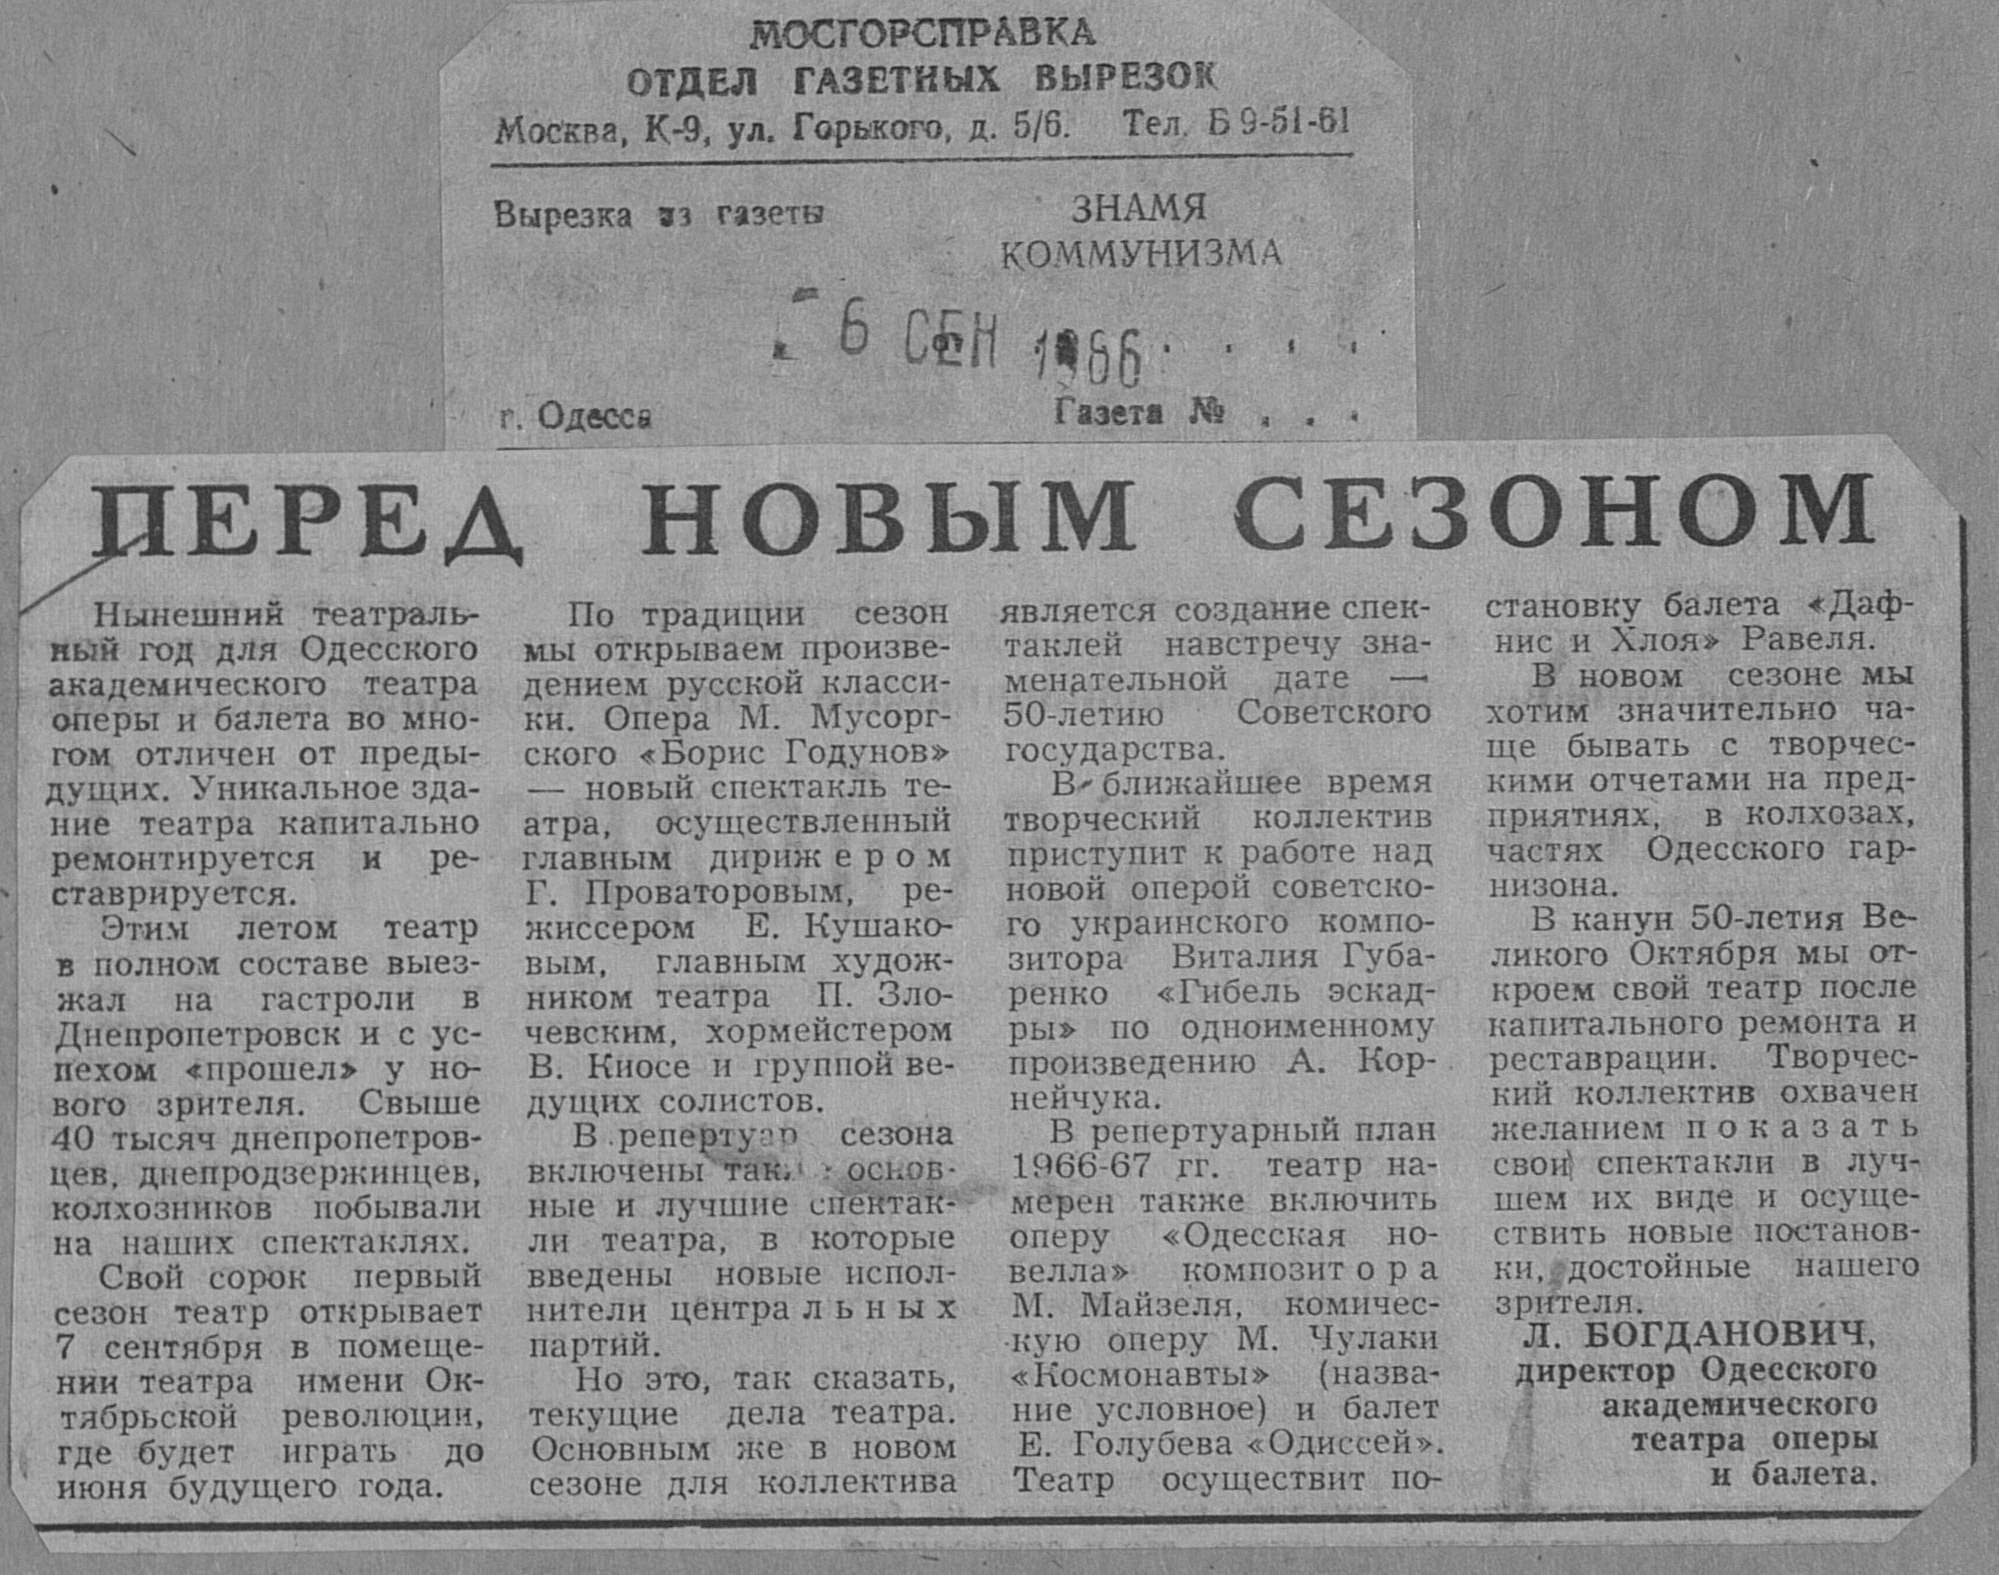 МОСГОРСПРАВКА
ОТДЕЛ ГАЗЕТНЫХ ВЫРЕЗОК
Москва, К-9, ул. Горького, д. 5/6. Тел. Б 9-51-61
Вырезка из газеты
ЗНАМЯ
КОММУНИЗМА
6 СЕН 1966
г. Одесса
Газета № . . .
ПЕРЕД НОВЫМ СЕЗОНОМ
Нынешний театраль-
ный год для Одесского
академического театра
оперы и балета во мно-
гом отличен от преды-
дущих. Уникальное зда-
ние театра капитально
ремонтируется и ре-
ставрируется.
Этим летом театр
в полном составе выез-
жал на гастроли в
Днепропетровск и с ус-
пехом «прошел» у но-
вого зрителя. Свыше
40 тысяч днепропетров-
цев, днепродзержинцев,
колхозников побывали
на наших спектаклях.
Свой сорок первый
сезон театр открывает
7 сентября в помеще-
нии театра имени Ок-
тябрьской революции,
где будет играть до
июня будущего года.
По традиции сезон
мы открываем произве-
дением русской класси-
ки. Опера М. Мусорг-
ского «Борис Годунов»
— новый спектакль те-
атра, осуществленный
главным дирижером
Г. Проваторовым, ре-
жиссером Е. Кушако-
вым, главным худож-
ником театра П. Зло-
чевским, хормейстером
В. Киосе и группой ве-
дущих солистов.
В репертуар сезона
включены основ-
ные и лучшие спектак-
ли театра, в которые
введены новые испол-
нители центральных
партий.
Но это, так сказать,
текущие дела театра.
Основным же в новом
сезоне для коллектива
является создание спек-
таклей навстречу зна-
менательной дате —
50-летию Советского
государства.
В ближайшее время
творческий коллектив
приступит к работе над
новой оперой советско-
го украинского компо-
зитора Виталия Губа-
ренко «Гибель эскад-
ры» по одноименному
произведению А. Кор-
нейчука.
В репертуарный план
1966-67 гг. театр на-
мерен также включить
оперу «Одесская но-
велла» композитора
М. Майзеля, комичес-
кую оперу М. Чулаки
«Космонавты» (назва-
ние условное) и балет
Е. Голубева «Одиссей».
Театр осуществит по-
становку балета «Даф-
нис и Хлоя» Равеля.
В новом сезоне мы
хотим значительно ча-
ще бывать с творчес-
кими отчетами на пред-
приятиях, в колхозах,
частях Одесского гар-
низона.
В канун 50-летия Ве-
ликого Октября мы от-
кроем свой театр после
капитального ремонта и
реставрации. Творчес-
кий коллектив охвачен
желанием показать
свои спектакли в луч-
шем их виде и осуще-
ствить новые постанов-
ки, достойные нашего
зрителя.
Л. БОГДАНОВИЧ,
директор Одесского
академического
театра оперы
и балета.